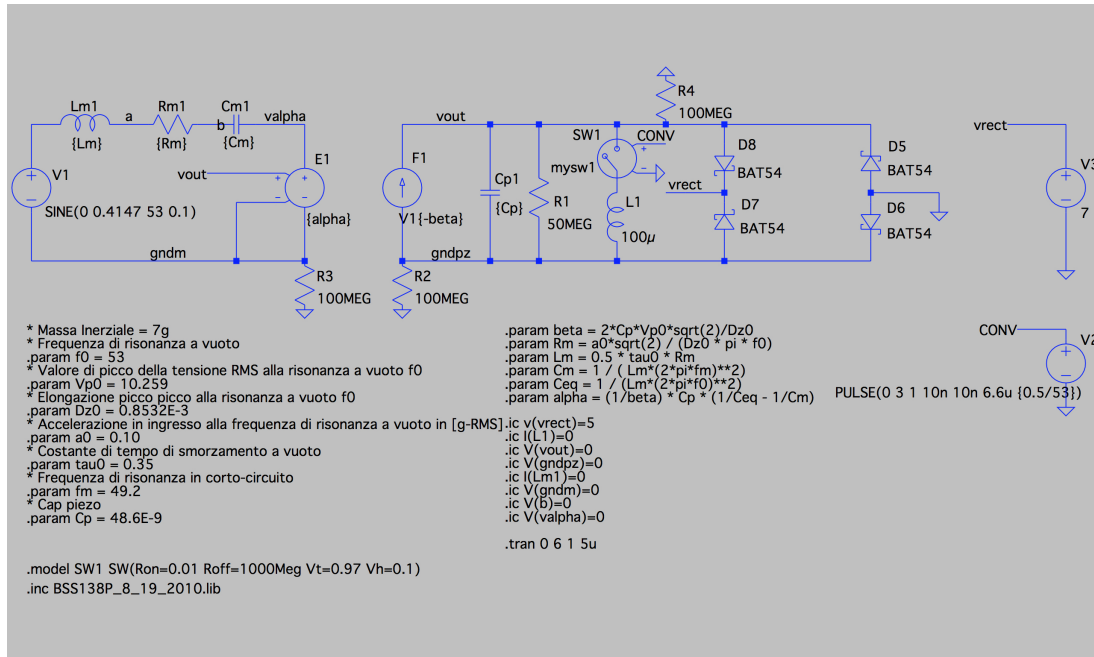 Lm1
{Lm}
a
Rm1
{Rm}
b
Cm1
{Cm}
valpha
V1
SINE(0 0.4147 53 0.1)
vout
E1
{alpha}
gndm
R3
100MEG
vout
F1
V1{-beta}
gndpz
R2
100MEG
Cp1
{Cp}
R1
50MEG
SW1
mysw1
CONV
L1
100µ
R4
100MEG
vrect
D8
BAT54
D7
BAT54
D5
BAT54
D6
BAT54
vrect
V3
7
CONV
V2
PULSE(0 3 1 10n 10n 6.6u {0.5/53})
* Massa Inerziale = 7g
* Frequenza di risonanza a vuoto
.param f0 = 53
* Valore di picco della tensione RMS alla risonanza a vuoto f0
.param Vp0 = 10.259
* Elongazione picco picco alla risonanza a vuoto f0
.param Dz0 = 0.8532E-3
* Accelerazione in ingresso alla frequenza di risonanza a vuoto in [g-RMS]
.param a0 = 0.10
* Costante di tempo di smorzamento a vuoto
.param tau0 = 0.35
* Frequenza di risonanza in corto-circuito
.param fm = 49.2
* Cap piezo
.param Cp = 48.6E-9
.model SW1 SW(Ron=0.01 Roff=1000Meg Vt=0.97 Vh=0.1)
.inc BSS138P_8_19_2010.lib
.param beta = 2*Cp*Vp0*sqrt(2)/Dz0
.param Rm = a0*sqrt(2) / (Dz0 * pi * f0)
.param Lm = 0.5 * tau0 * Rm
.param Cm = 1 / ( Lm*(2*pi*fm)**2)
.param Ceq = 1 / (Lm*(2*pi*f0)**2)
.param alpha = (1/beta) * Cp * (1/Ceq - 1/Cm)
.ic v(vrect)=5
.ic I(L1)=0
.ic V(vout)=0
.ic V(gndpz)=0
.ic I(Lm1)=0
.ic V(gndm)=0
.ic V(b)=0
.ic V(valpha)=0
.tran 0 6 1 5u